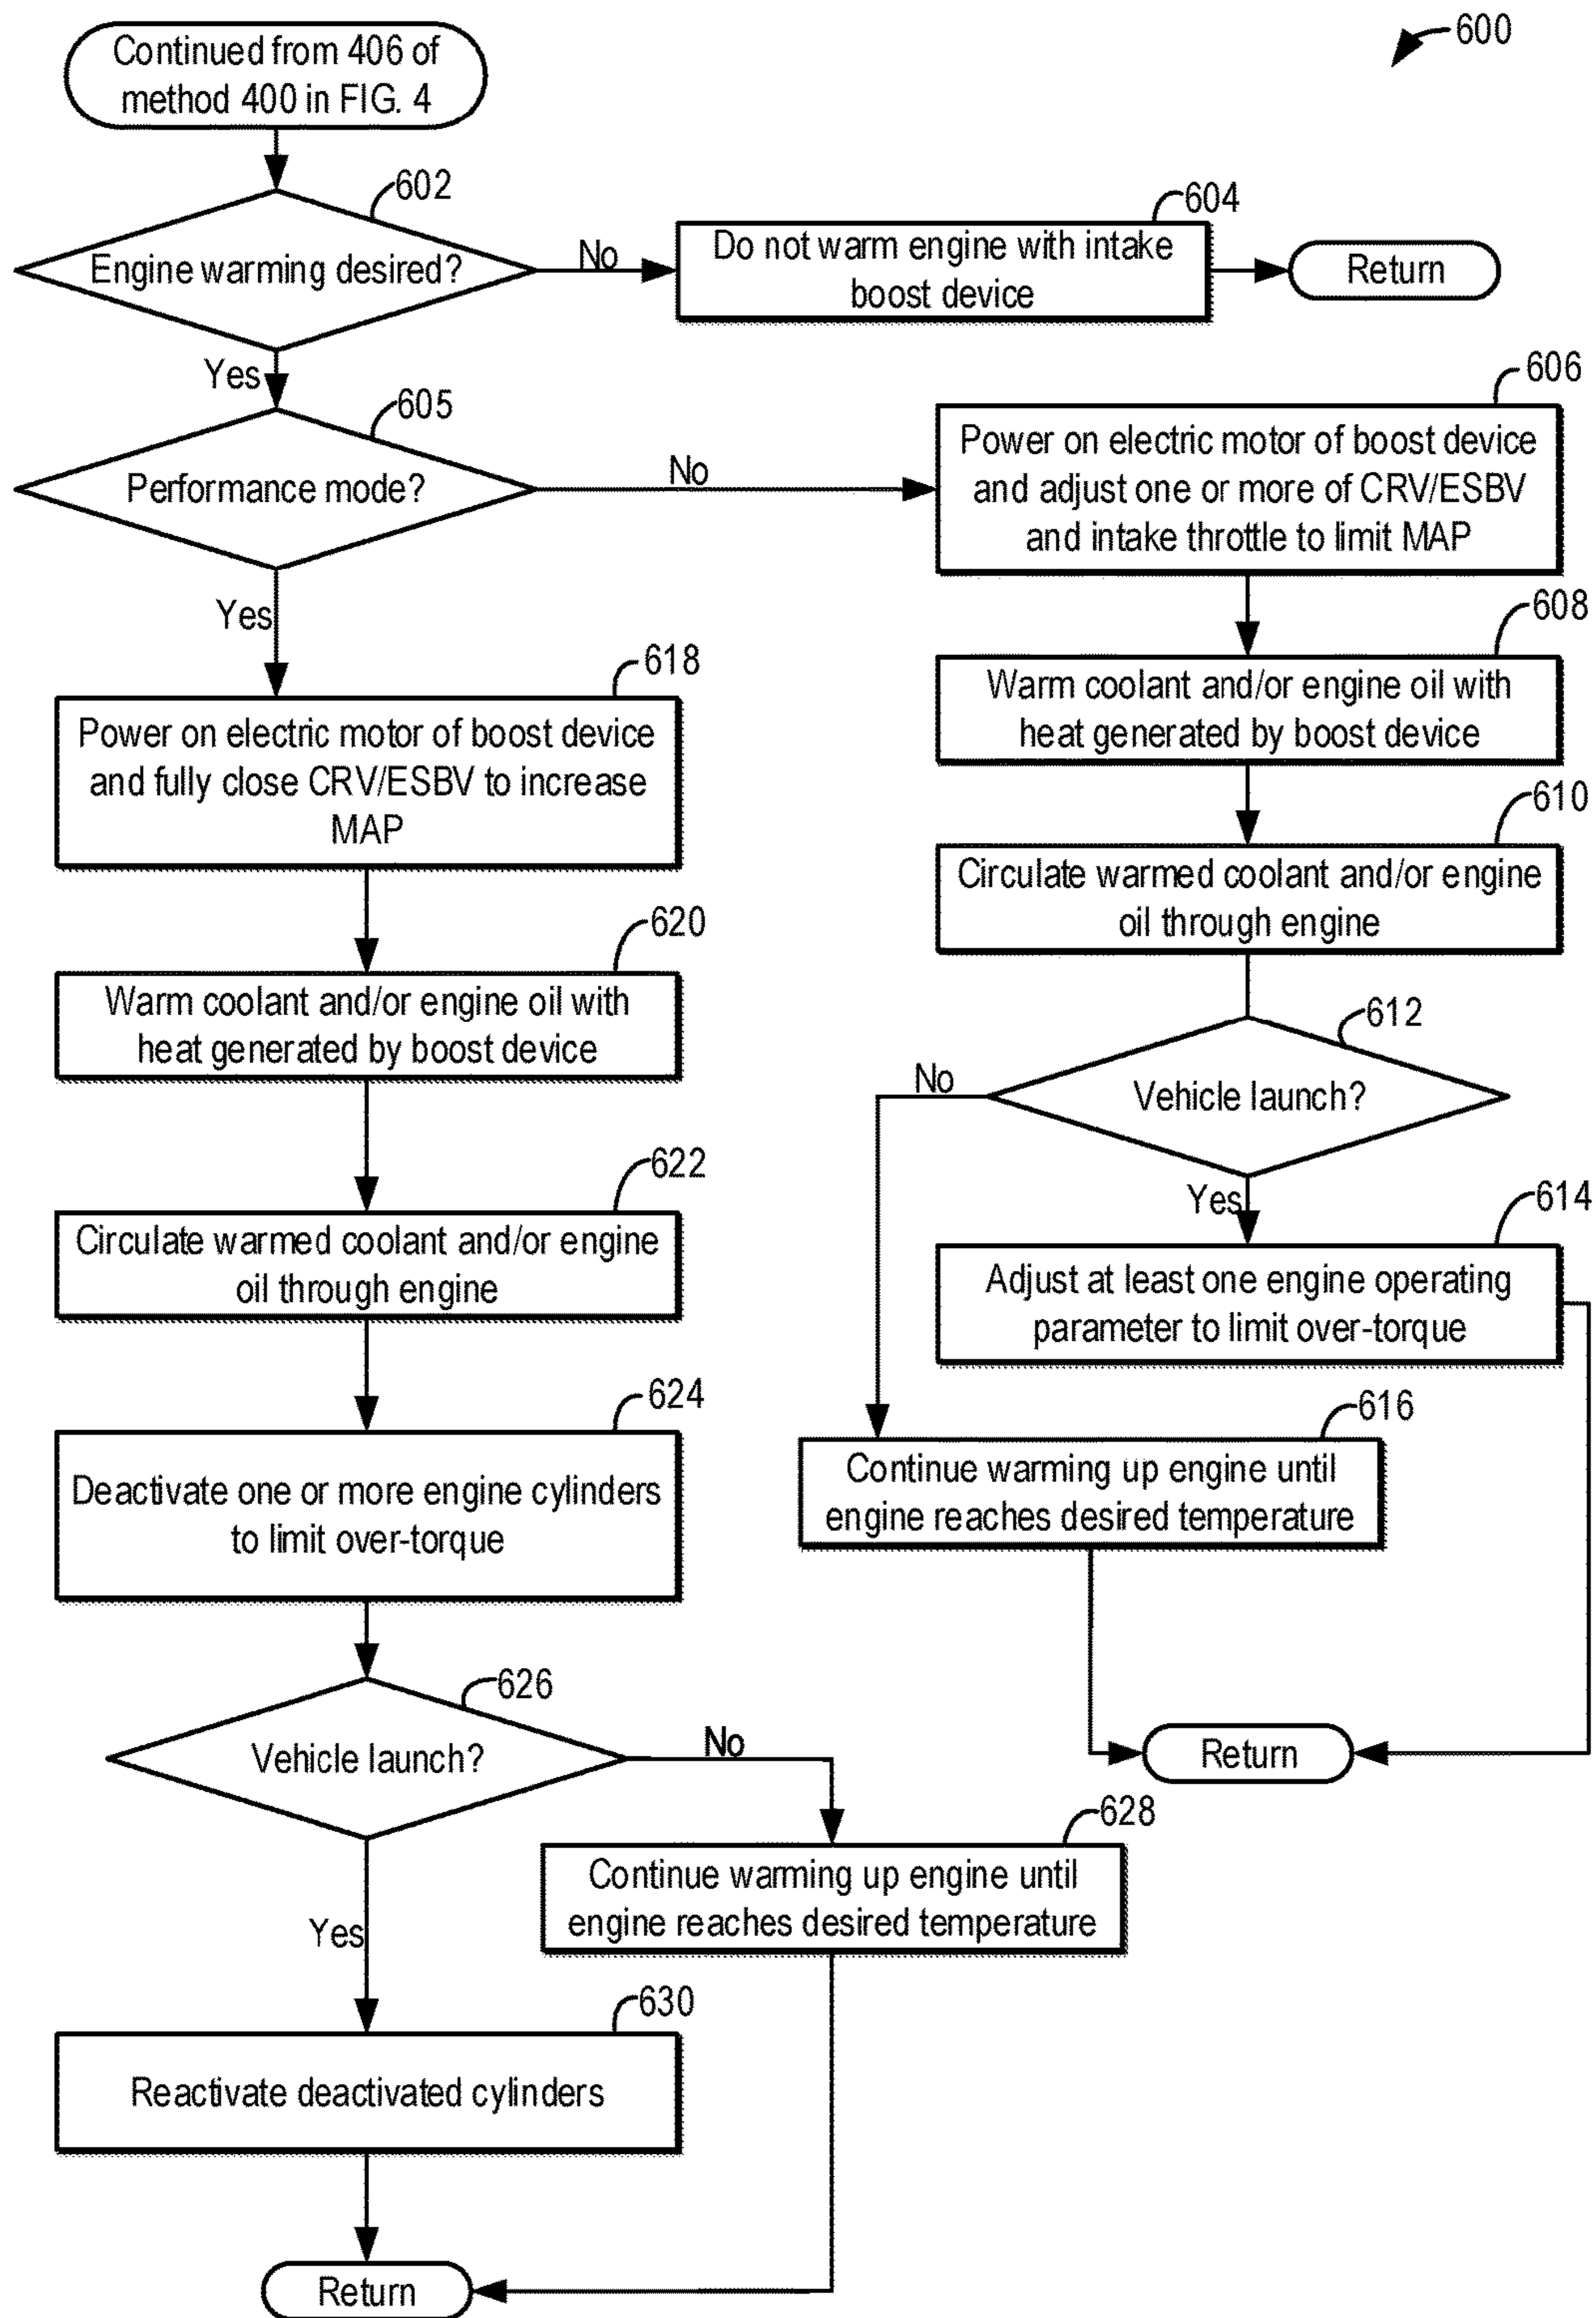 600
Continued from 406 of
method 400 in FIG. 4
602
Engine warming desired?
No
604
Do not warm engine with intake
boost device
Return
Yes
605
Performance mode?
No
606
Power on electric motor of boost device
and adjust one or more of CRV/ESBV
and intake throttle to limit MAP
608
Warm coolant and/or engine oil with
heat generated by boost device
610
Circulate warmed coolant and/or engine
oil through engine
612
Vehicle launch?
No
Yes
614
Adjust at least one engine operating
parameter to limit over-torque
616
Continue warming up engine until
engine reaches desired temperature
Return
Yes
618
Power on electric motor of boost device
and fully close CRV/ESBV to increase
MAP
620
Warm coolant and/or engine oil with
heat generated by boost device
622
Circulate warmed coolant and/or engine
oil through engine
624
Deactivate one or more engine cylinders
to limit over-torque
626
Vehicle launch?
No
628
Continue warming up engine until
engine reaches desired temperature
Yes
630
Reactivate deactivated cylinders
Return